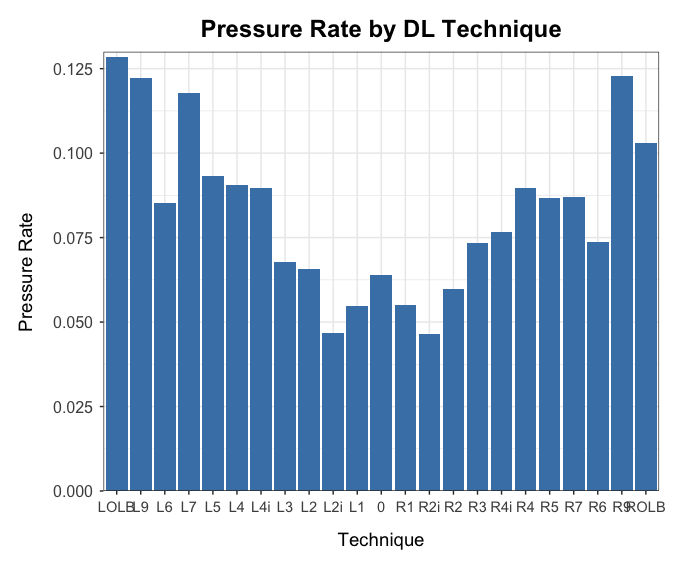 Pressure Rate by DL Technique
Pressure Rate
0.125
0.100
0.075
0.050
0.025
0.000
LOLB L9 L6 L7 L5 L4 L4i L3 L2 L2i L1 0 R1 R2i R2 R3 R4i R4 R5 R7 R6 R9 ROLB
Technique